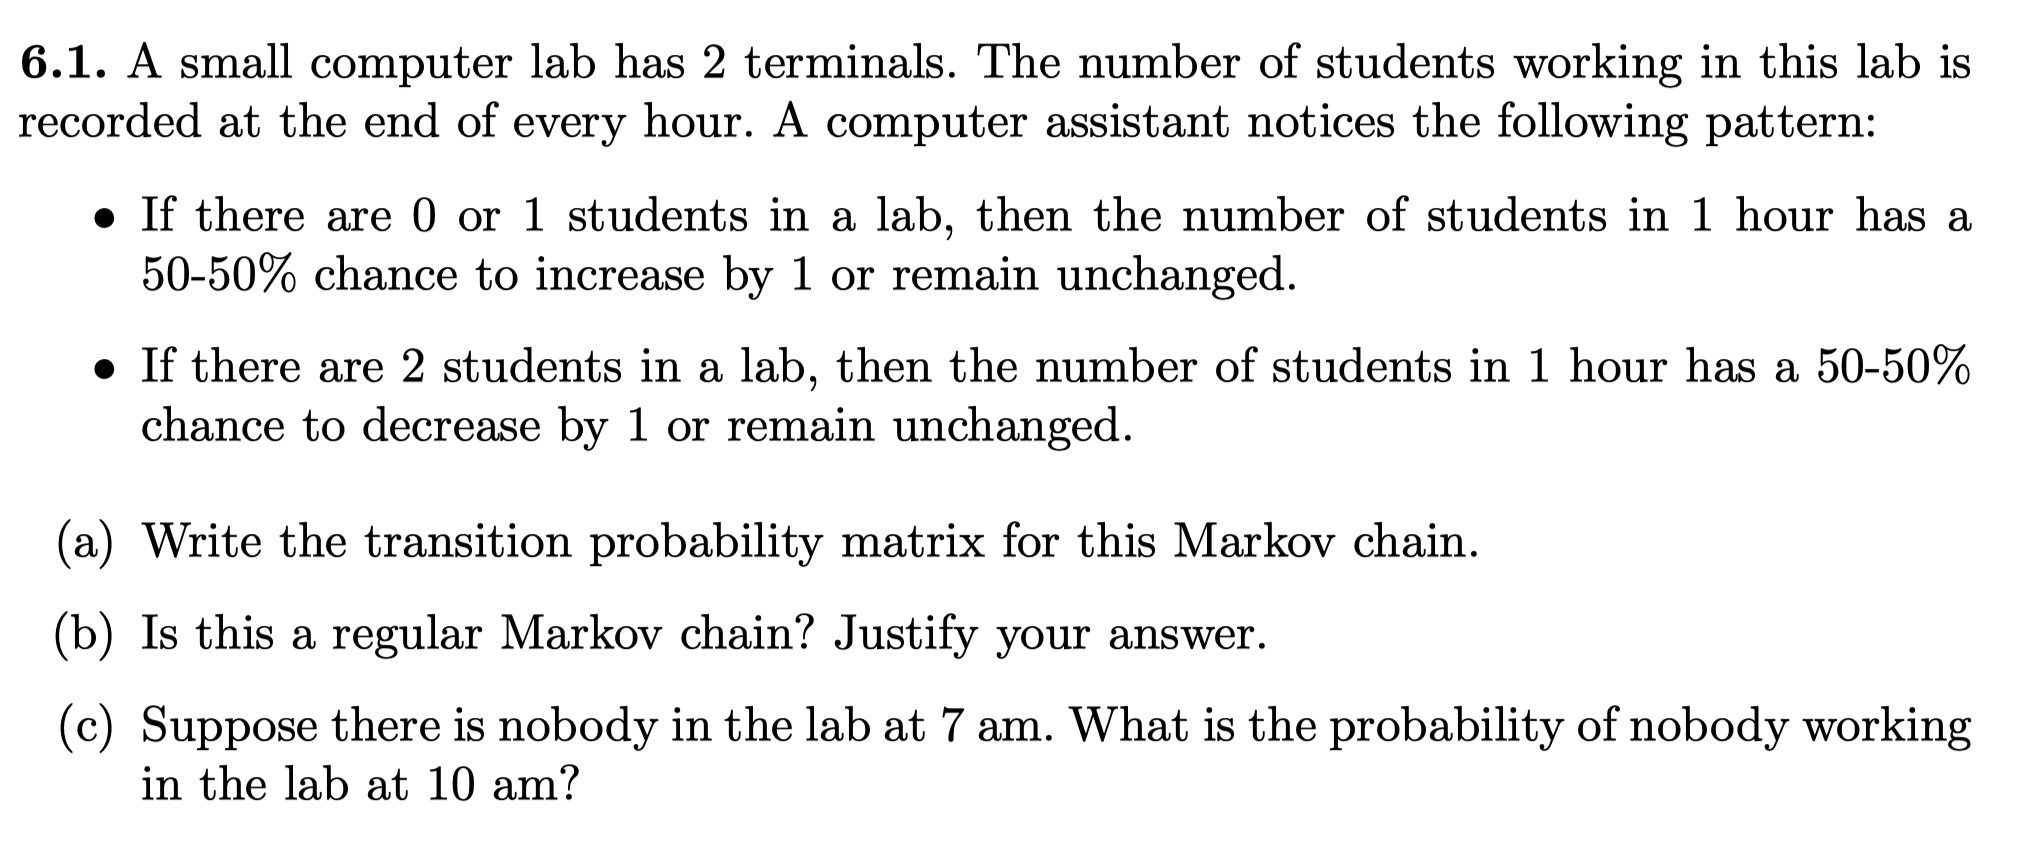 6.1. A small computer lab has 2 terminals. The number of students working in this lab is
recorded at the end of every hour. A computer assistant notices the following pattern:
• If there are 0 or 1 students in a lab, then the number of students in 1 hour has a
50-50% chance to increase by 1 or remain unchanged.
• If there are 2 students in a lab, then the number of students in 1 hour has a 50-50%
chance to decrease by 1 or remain unchanged.
(a) Write the transition probability matrix for this Markov chain.
(b) Is this a regular Markov chain? Justify your answer.
(c) Suppose there is nobody in the lab at 7 am. What is the probability of nobody working
in the lab at 10 am?